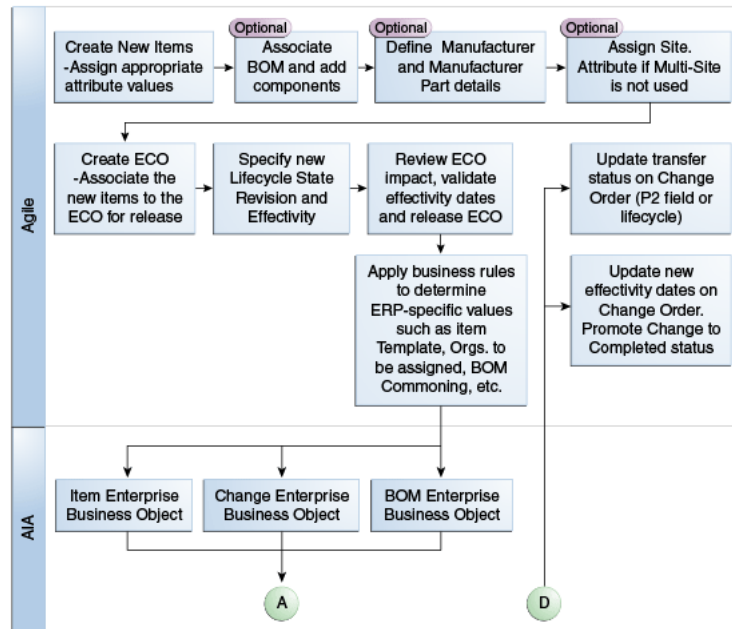 Agile
Optional
Create New Items
-Assign appropriate
attribute values
Associate
BOM and add
components
Optional
Define Manufacturer
and Manufacturer
Part details
Optional
Assign Site.
Attribute if Multi-Site
is not used
Create ECO
-Associate the
new items to the
ECO for release
Specify new
Lifecycle State
Revision and
Effectivity
Review ECO
impact, validate
effectivity dates
and release ECO
Update transfer
status on Change
Order (P2 field or
lifecycle)
Apply business rules
to determine
ERP-specific values
such as item
Template, Orgs. to
be assigned, BOM
Commoning, etc.
Update new
effectivity dates on
Change Order.
Promote Change to
Completed status
AIA
Item Enterprise
Business Object
Change Enterprise
Business Object
BOM Enterprise
Business Object
A
D